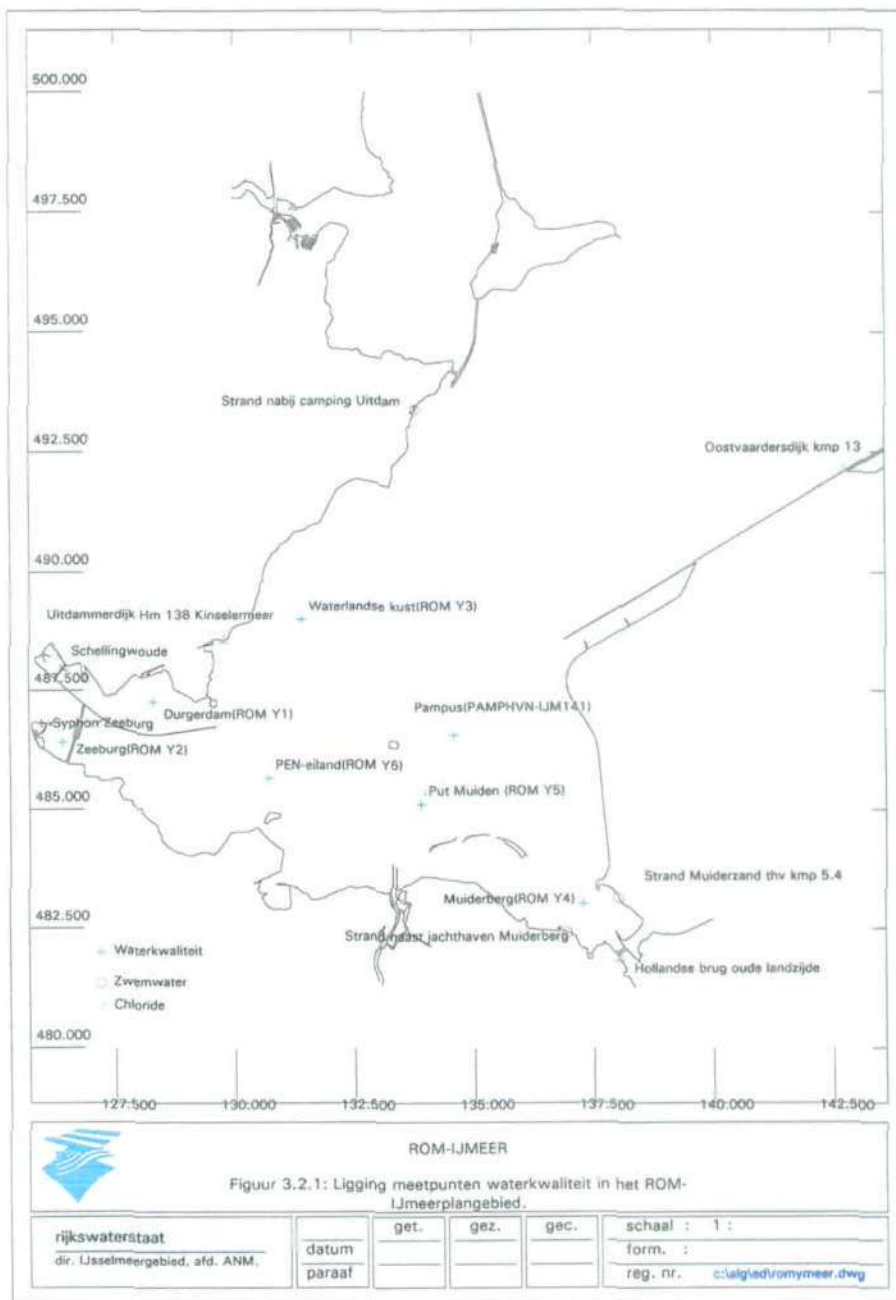 500.000
497.500
495.000
Strand nabij camping Uitdam
492.500
Oostvaardersdijk kmp 13
490.000
Waterlandse kust(ROM Y3)
Uitdammerdijk Hm 138 Kinselermeer
Schellingwoude
487.500
Durgerdam(ROM Y1)
Pampus(PAMPHVN-IJM141)
Syphon Zeeburg
Zeeburg(ROM Y2)
PEN-eiland(ROM Y6)
Put Muiden (ROM Y5)
485.000
Strand Muiderzand thv kmp 5.4
Muiderberg(ROM Y4)
482.500
Strand naast jachthaven Muiderberg
Waterkwaliteit
Hollandse brug oude landzijde
Zwemwater
Chloride
480.000
127.500 130.000 132.500 135.000 137.500 140.000 142.500
ROM-IJMEER
Figuur 3.2.1: Ligging meetpunten waterkwaliteit in het ROM-
IJmeerplangebied.
rijkswaterstaat
dir. IJsselmeergebied, afd. ANM.
get. gez. gec.
datum
paraaf
schaal : 1 :
form. :
reg. nr. c:\alg\ed\romymeer.dwg